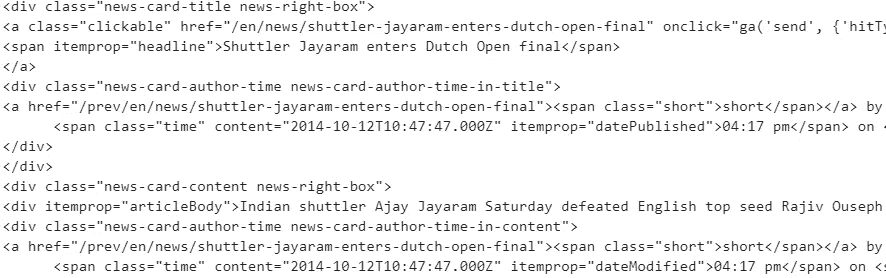 <div class="news-card-title news-right-box">
<a class="clickable" href="/en/news/shuttler-jayaram-enters-dutch-open-final" onclick="ga('send', {'hitTy
<span itemprop="headline">Shuttler Jayaram enters Dutch Open final</span>
</a>
<div class="news-card-author-time news-card-author-time-in-title">
<a href="/prev/en/news/shuttler-jayaram-enters-dutch-open-final"><span class="short">short</span></a> by
<span class="time" content="2014-10-12T10:47:47.000Z" itemprop="datePublished">04:17 pm</span> on <
</div>
</div>
<div class="news-card-content news-right-box">
<div itemprop="articleBody">Indian shuttler Ajay Jayaram Saturday defeated English top seed Rajiv Ouseph
<div class="news-card-author-time news-card-author-time-in-content">
<a href="/prev/en/news/shuttler-jayaram-enters-dutch-open-final"><span class="short">short</span></a> by
<span class="time" content="2014-10-12T10:47:47.000Z" itemprop="dateModified">04:17 pm</span> on <s